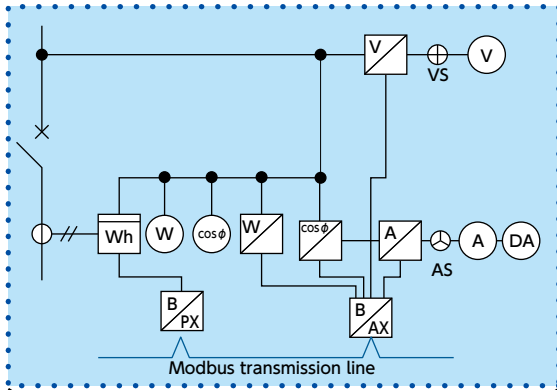 V
VS
V
Wh
W
cosϕ
W
cosϕ
A
AS
A
DA
B
PX
B
AX
Modbus transmission line